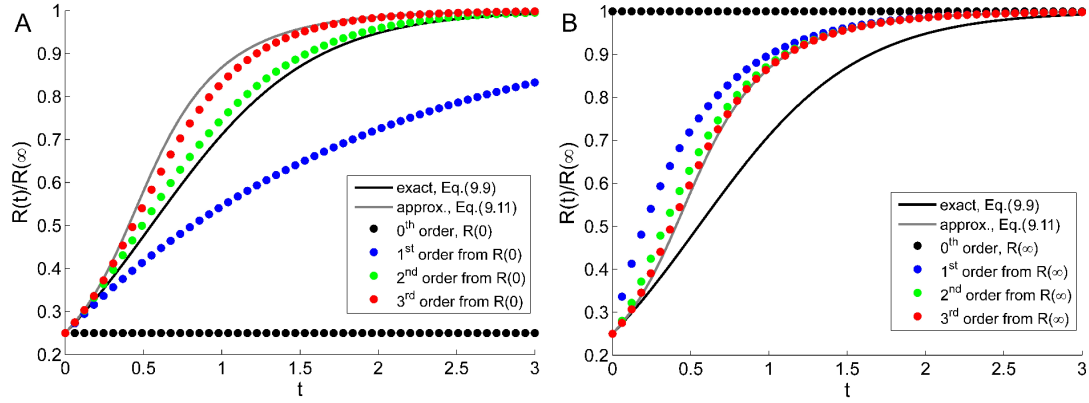 A
R(t)/R(∞)
1
0.9
0.8
0.7
0.6
0.5
0.4
0.3
0.2
exact, Eq.(9.9)
approx., Eq.(9.11)
0th order, R(0)
1st order from R(0)
2nd order from R(0)
3rd order from R(0)
0 0.5 1 1.5 2 2.5 3
t
B
R(t)/R(∞)
1
0.9
0.8
0.7
0.6
0.5
0.4
0.3
0.2
exact, Eq.(9.9)
approx., Eq.(9.11)
0th order, R(∞)
1st order from R(∞)
2nd order from R(∞)
3rd order from R(∞)
0 0.5 1 1.5 2 2.5 3
t